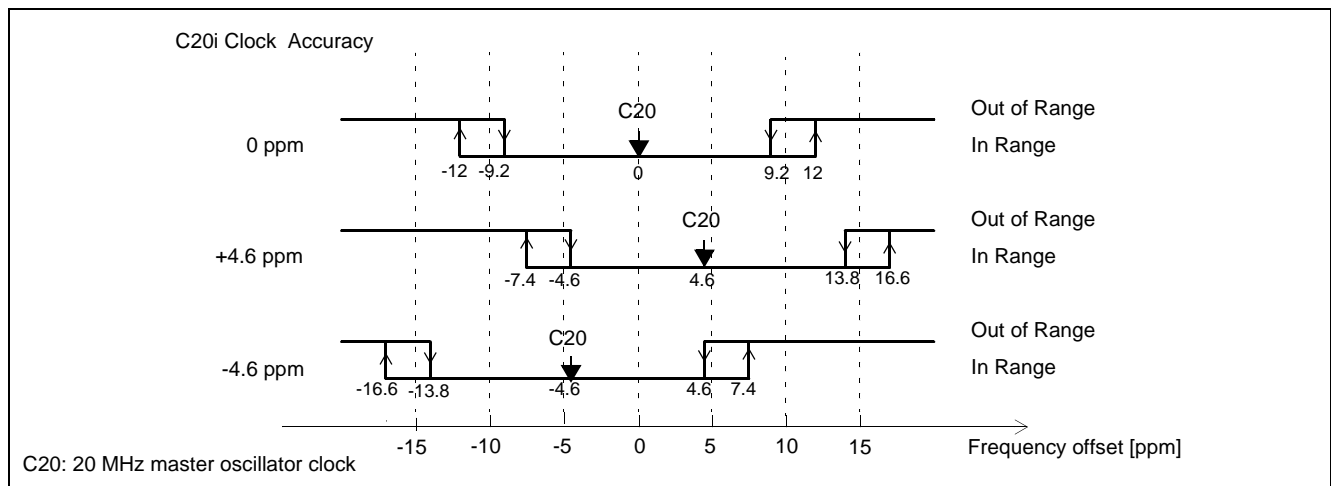 C20i Clock Accuracy
C20
Out of Range
0 ppm
In Range
-12 -9.2 0 9.2 12
C20
Out of Range
+4.6 ppm
In Range
-7.4 -4.6 4.6 13.8 16.6
C20
Out of Range
-4.6 ppm
In Range
-16.6 -13.8 -4.6 4.6 7.4
-15 -10 -5 0 5 10 15 Frequency offset [ppm]
C20: 20 MHz master oscillator clock